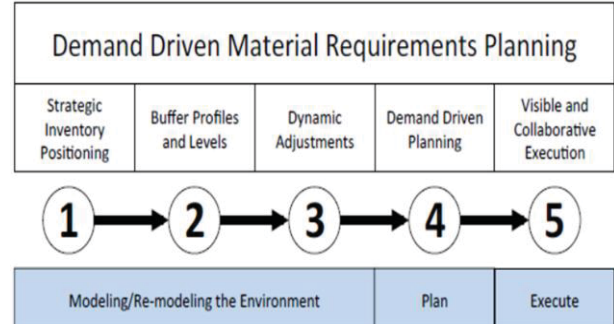 Demand Driven Material Requirements Planning
Strategic
Inventory
Positioning
Buffer Profiles
and Levels
Dynamic
Adjustments
Demand Driven
Planning
Visible and
Collaborative
Execution
1
2
3
4
5
Modeling/Re-modeling the Environment
Plan
Execute